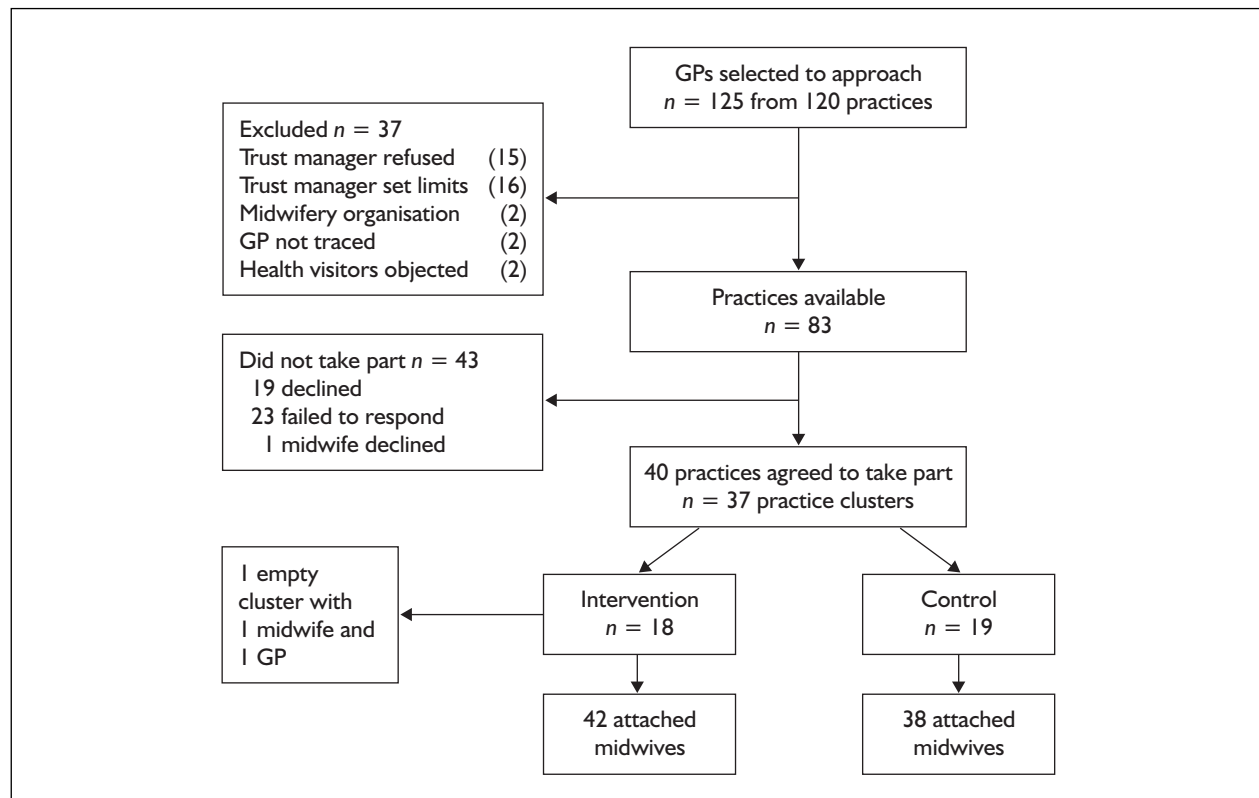 GPs selected to approach
n = 125 from 120 practices
Excluded n = 37
Trust manager refused (15)
Trust manager set limits (16)
Midwifery organisation (2)
GP not traced (2)
Health visitors objected (2)
Practices available
n = 83
Did not take part n = 43
19 declined
23 failed to respond
1 midwife declined
40 practices agreed to take part
n = 37 practice clusters
1 empty
cluster with
1 midwife and
1 GP
Intervention
n = 18
Control
n = 19
42 attached
midwives
38 attached
midwives